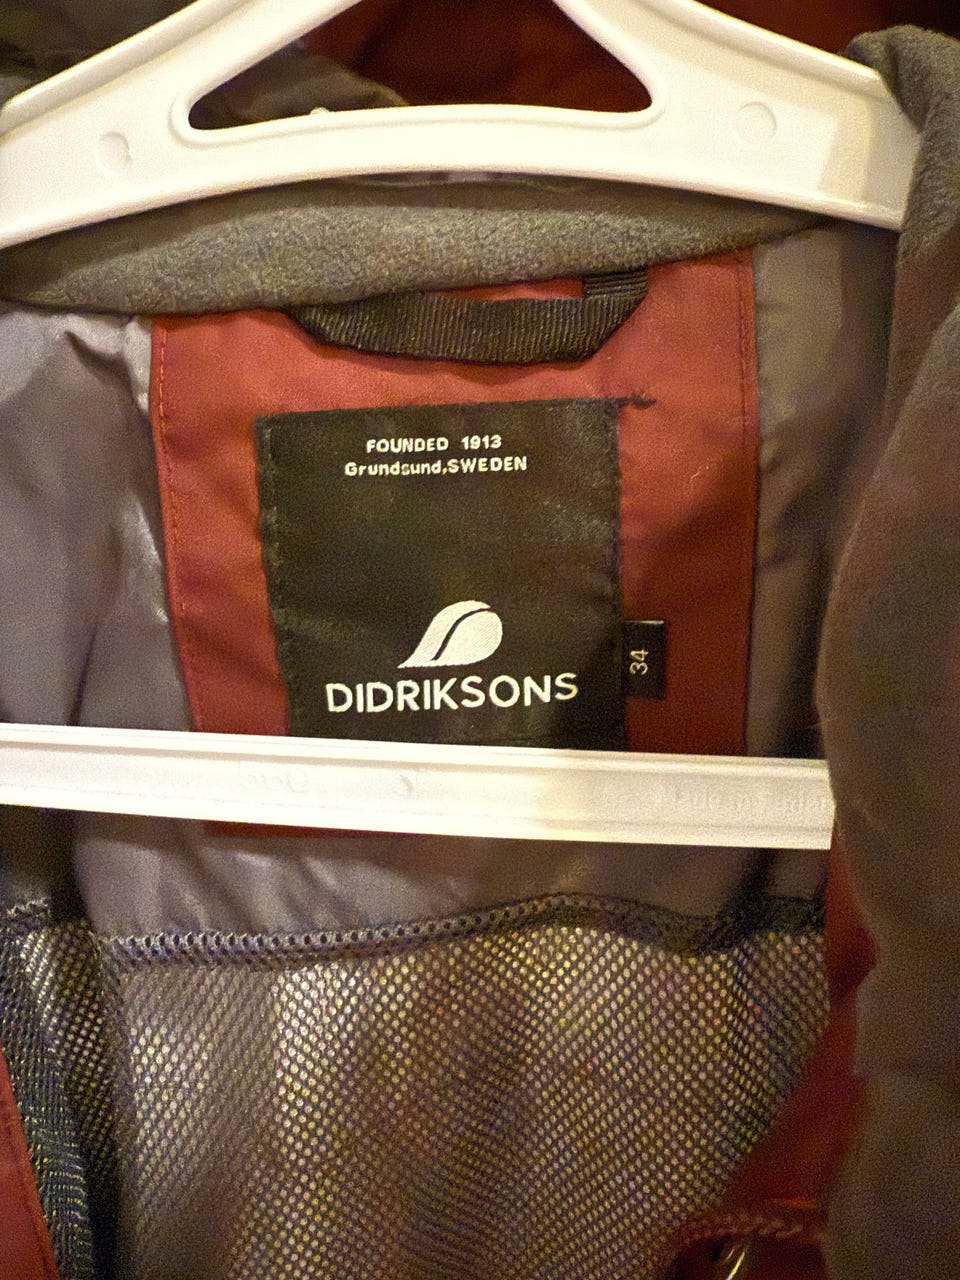 FOUNDED 1913
Grundsund,SWEDEN
DIDRIKSONS
34